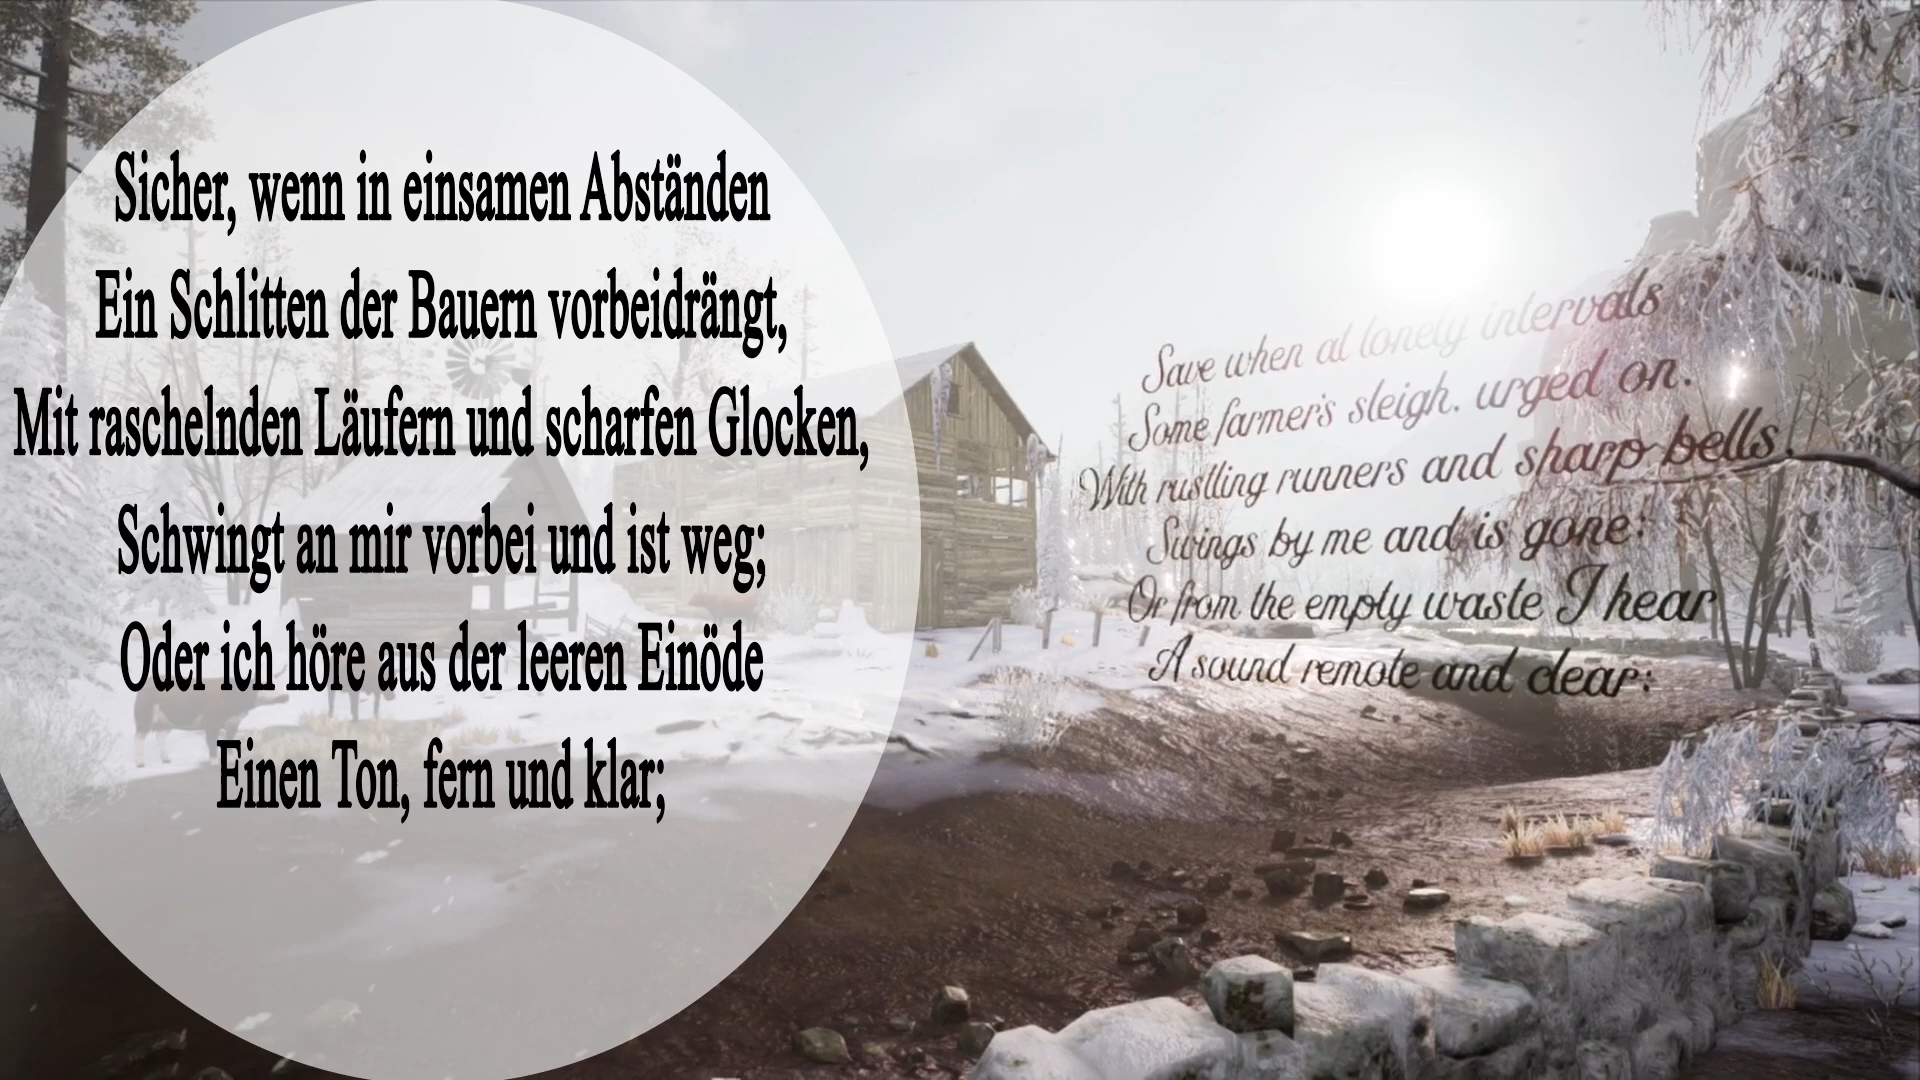 Sicher, wenn in einsamen Abständen
Ein Schlitten der Bauern vorbeidrängt,
Mit raschelnden Läufern und scharfen Glocken,
Schwingt an mir vorbei und ist weg;
Oder ich höre aus der leeren Einöde
Einen Ton, fern und klar;
Save when at lonely intervals
Some farmer's sleigh, urged on,
With rustling runners and sharp bells,
Swings by me and is gone;
Or from the empty waste I hear
A sound remote and clear;